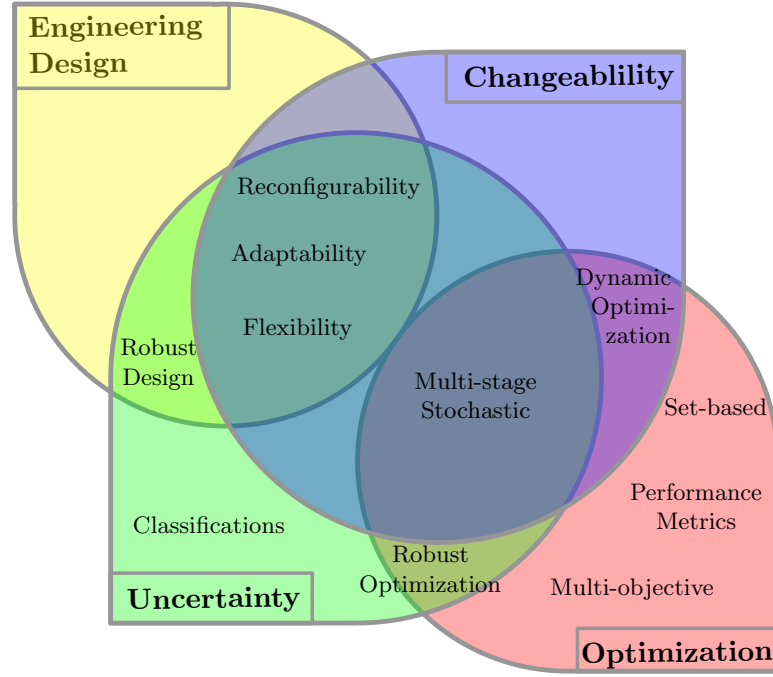 Engineering
Design
Changeablility
Reconfigurability
Adaptability
Flexibility
Robust
Design
Dynamic
Optimi-
zation
Multi-stage
Stochastic
Set-based
Performance
Metrics
Classifications
Robust
Optimization
Multi-objective
Uncertainty
Optimization